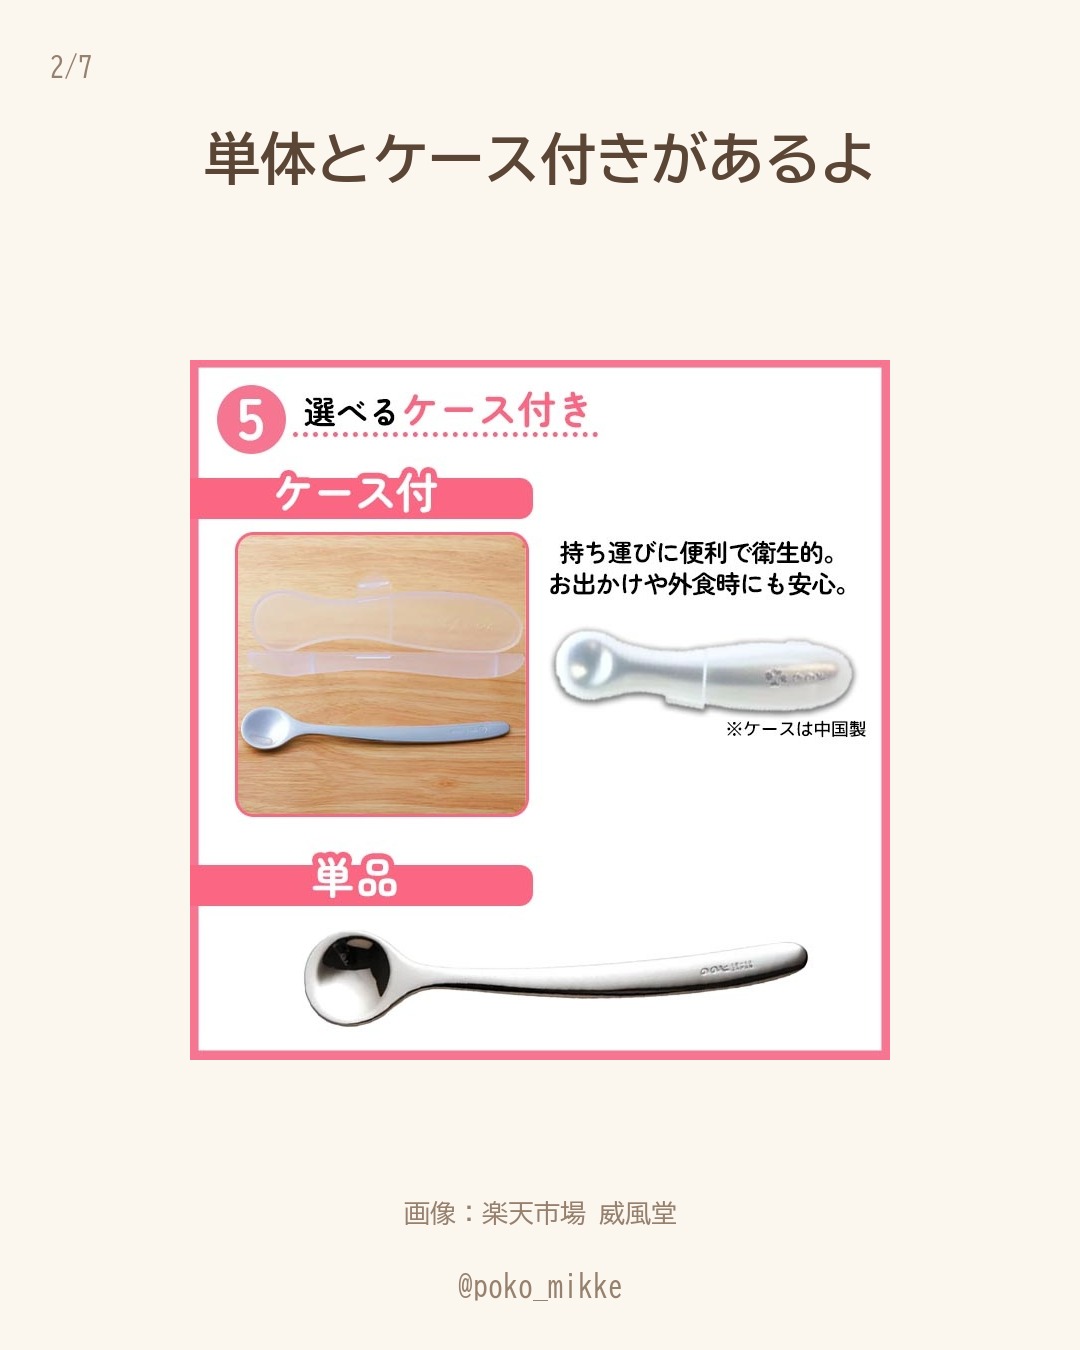 2/7
単体とケース付きがあるよ
5 選べるケース付き
ケース付
持ち運びに便利で衛生的。
お出かけや外食時にも安心。
※ケースは中国製
単品
画像：楽天市場 威風堂
@poko_mikke